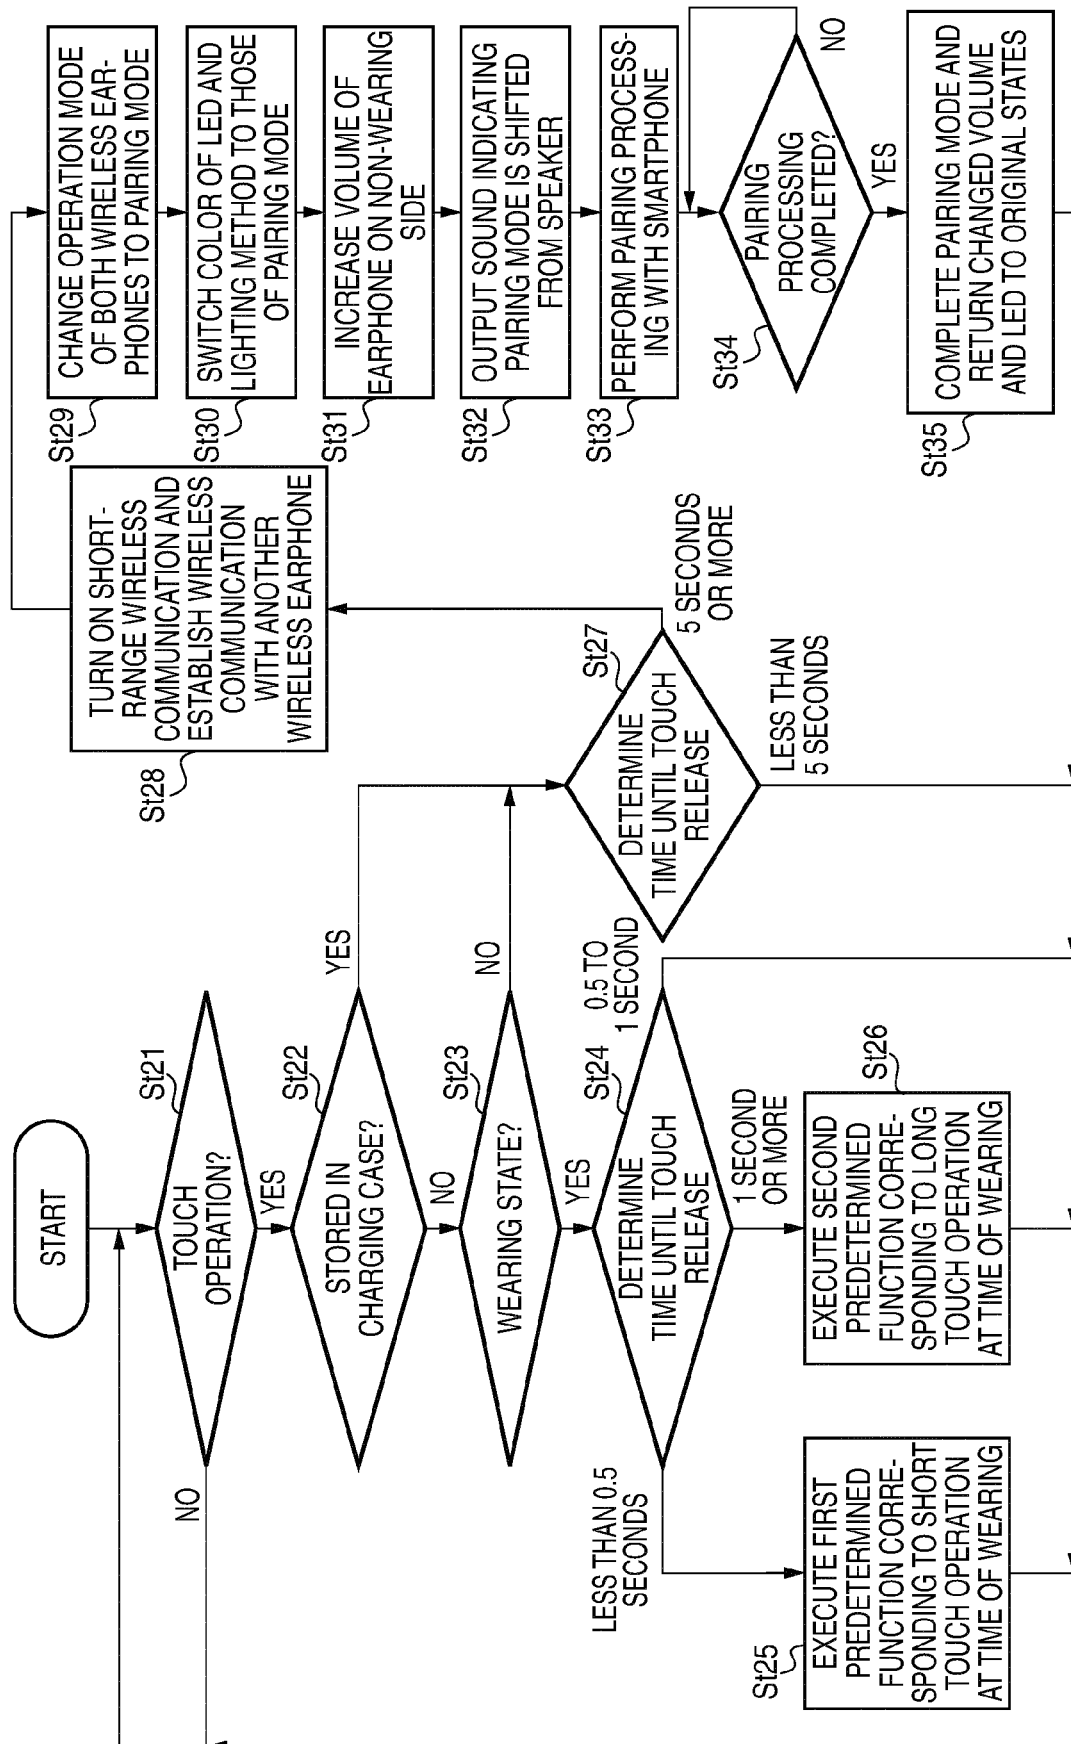 START
St21
TOUCH
OPERATION?
NO
YES
St22
STORED IN
CHARGING CASE?
YES
NO
St23
WEARING STATE?
NO
YES
St24
DETERMINE
TIME UNTIL TOUCH
RELEASE
LESS THAN 0.5
SECONDS
0.5 TO
1 SECOND
1 SECOND
OR MORE
St25
EXECUTE FIRST
PREDETERMINED
FUNCTION CORRE-
SPONDING TO SHORT
TOUCH OPERATION
AT TIME OF WEARING
St26
EXECUTE SECOND
PREDETERMINED
FUNCTION CORRE-
SPONDING TO LONG
TOUCH OPERATION
AT TIME OF WEARING
St27
DETERMINE
TIME UNTIL TOUCH
RELEASE
5 SECONDS
OR MORE
LESS THAN
5 SECONDS
St28
TURN ON SHORT-
RANGE WIRELESS
COMMUNICATION AND
ESTABLISH WIRELESS
COMMUNICATION
WITH ANOTHER
WIRELESS EARPHONE
St29
CHANGE OPERATION MODE
OF BOTH WIRELESS EAR-
PHONES TO PAIRING MODE
St30
SWITCH COLOR OF LED AND
LIGHTING METHOD TO THOSE
OF PAIRING MODE
St31
INCREASE VOLUME OF
EARPHONE ON NON-WEARING
SIDE
St32
OUTPUT SOUND INDICATING
PAIRING MODE IS SHIFTED
FROM SPEAKER
St33
PERFORM PAIRING PROCESS-
ING WITH SMARTPHONE
St34
PAIRING
PROCESSING
COMPLETED?
NO
YES
St35
COMPLETE PAIRING MODE AND
RETURN CHANGED VOLUME
AND LED TO ORIGINAL STATES